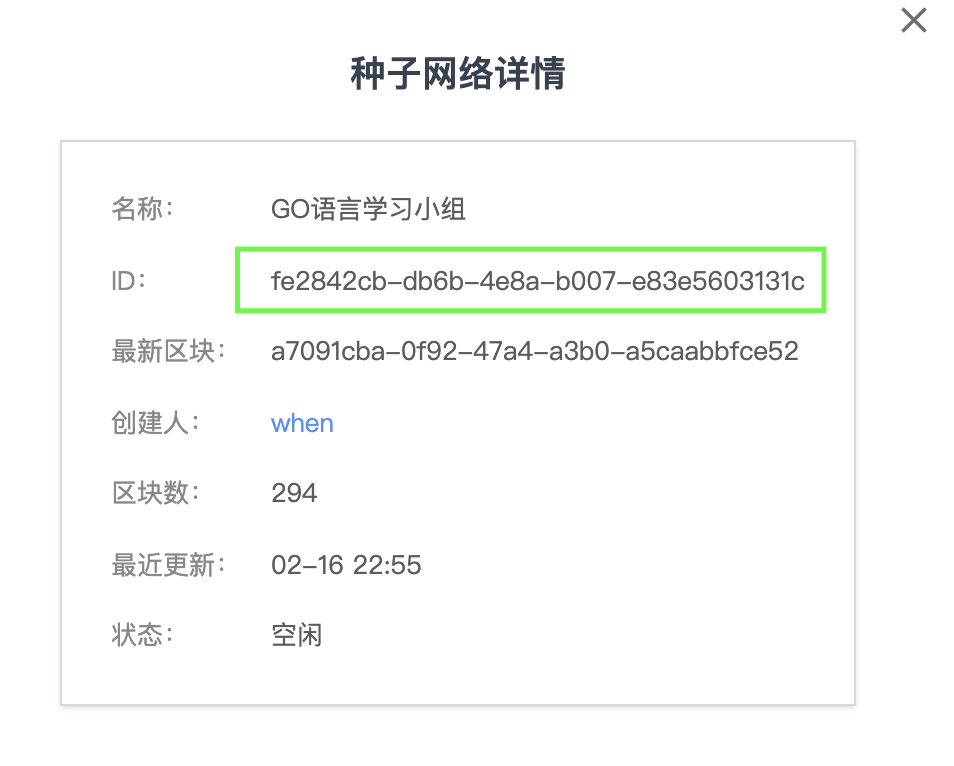 种子网络详情
名称： GO语言学习小组
ID： fe2842cb-db6b-4e8a-b007-e83e5603131c
最新区块： a7091cba-0f92-47a4-a3b0-a5caabbfce52
创建人： when
区块数： 294
最近更新： 02-16 22:55
状态： 空闲